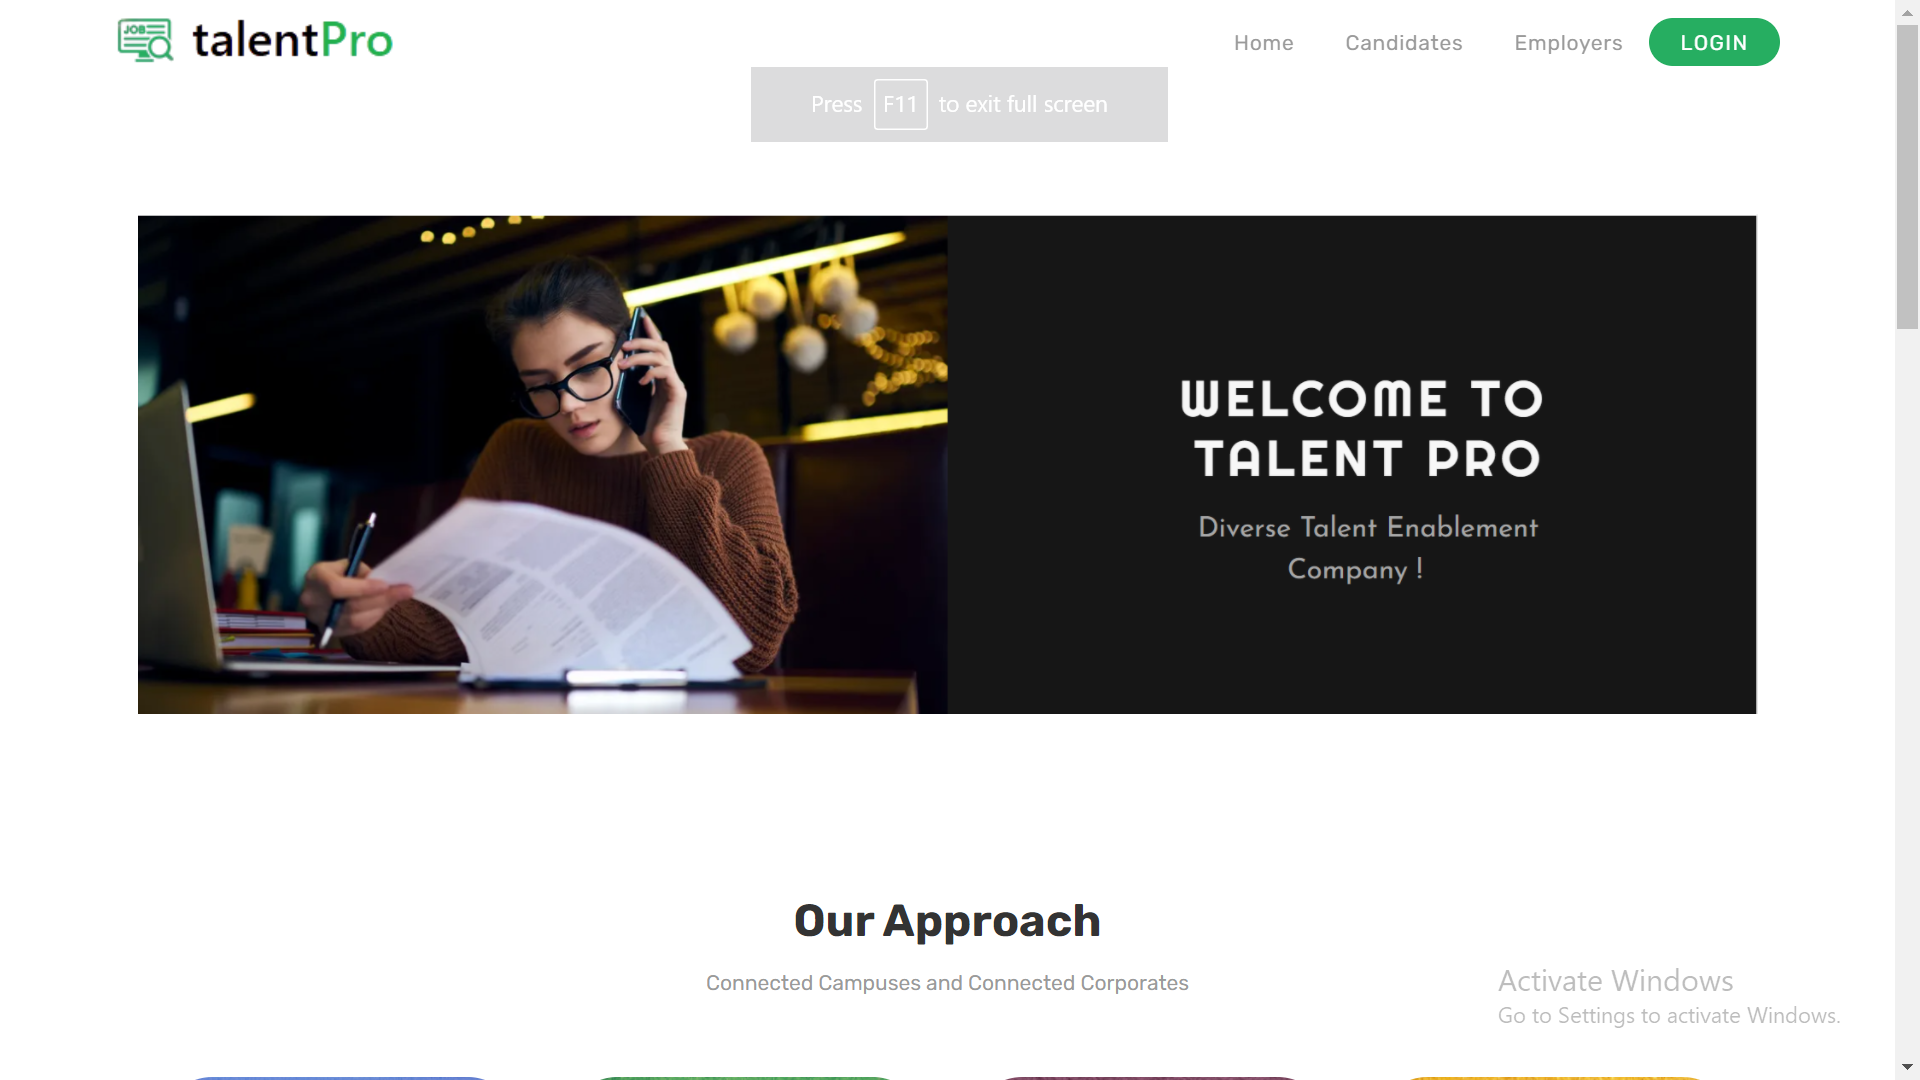 JOB
talentPro
Home
Candidates
Employers
LOGIN
Press F11 to exit full screen
WELCOME TO
TALENT PRO
Diverse Talent Enablement
Company !
Our Approach
Connected Campuses and Connected Corporates
Activate Windows
Go to Settings to activate Windows.